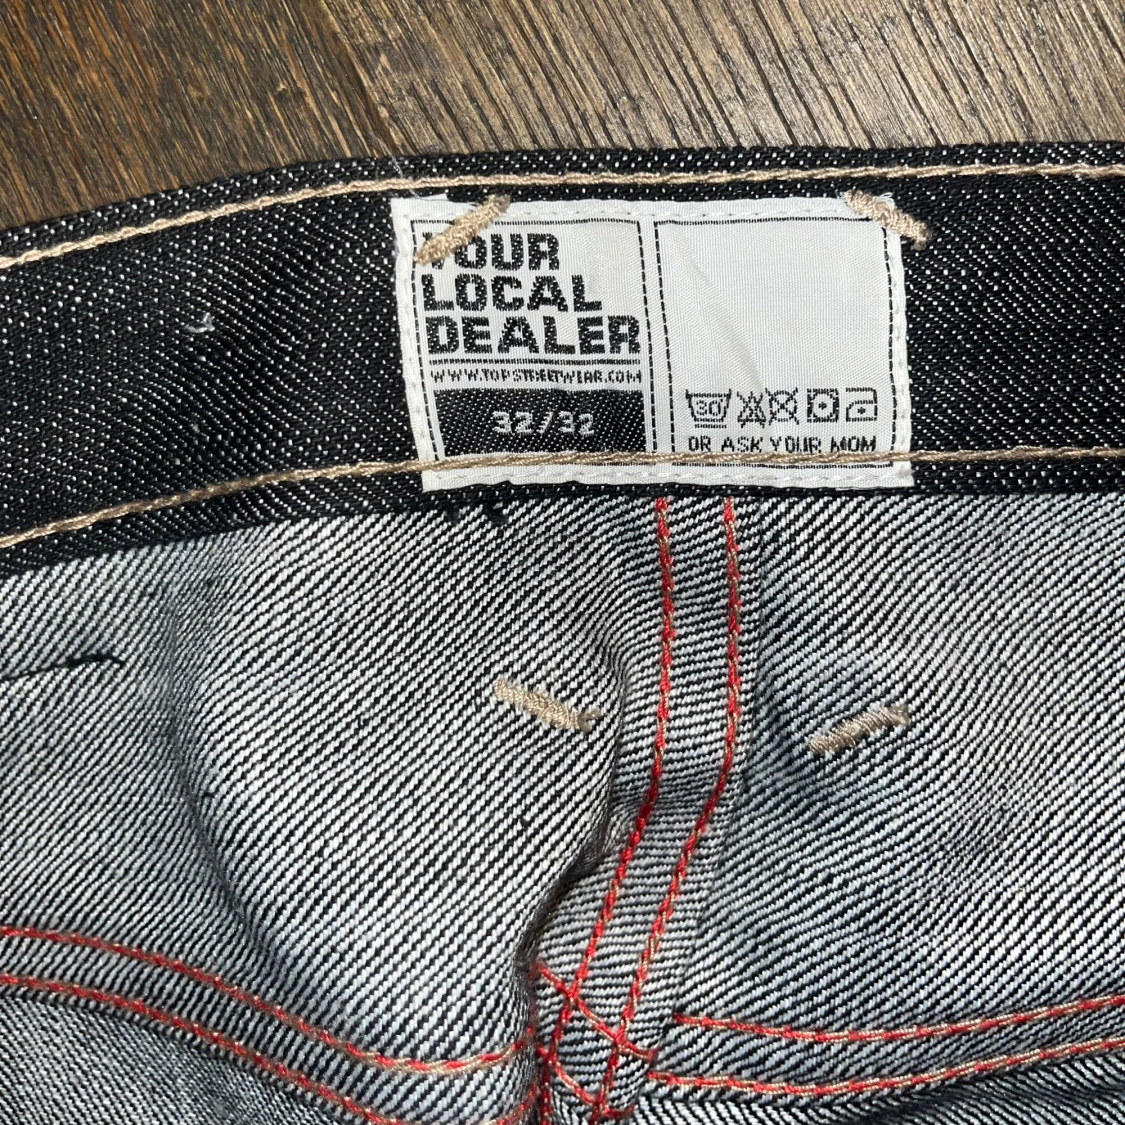 YOUR
LOCAL
DEALER
WWW.TOPSTREETWEAR.COM
32/32
30
OR ASK YOUR MOM